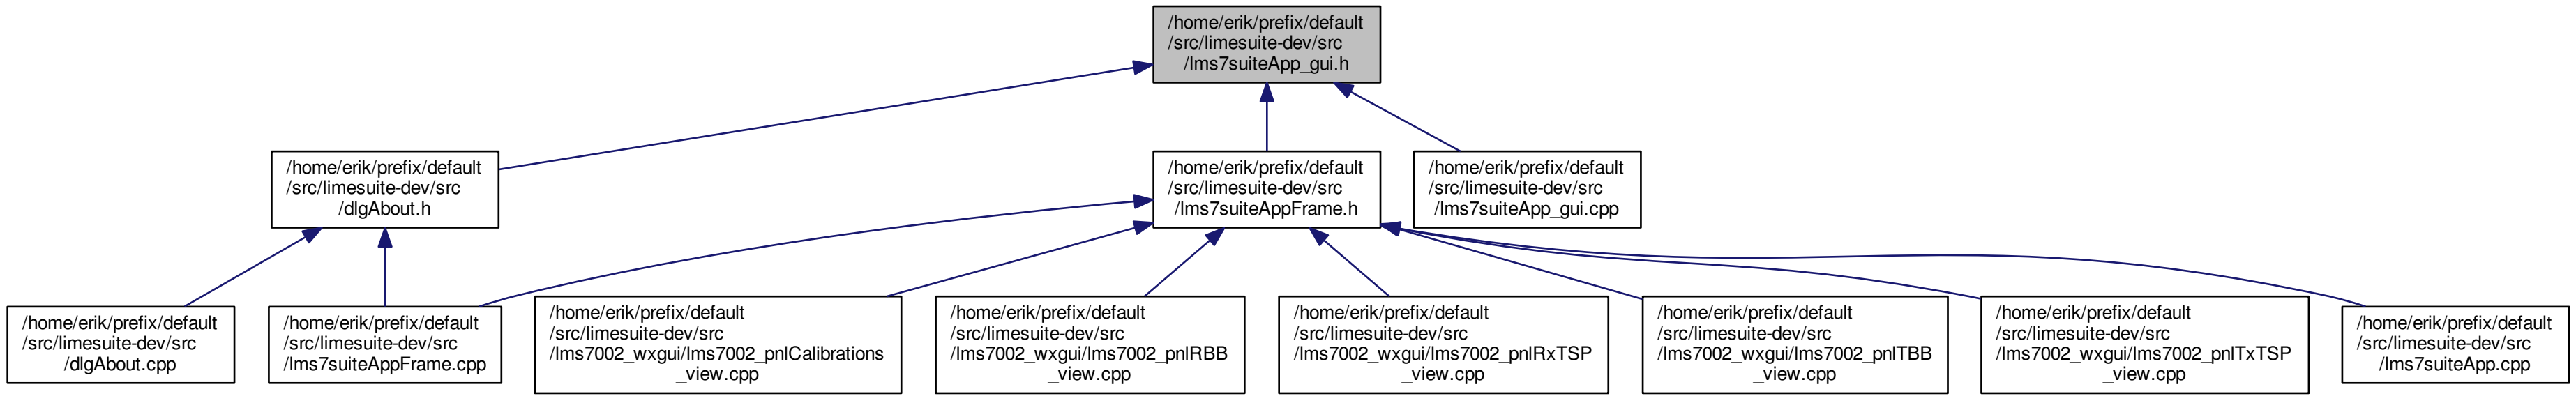 /home/erik/prefix/default
/src/limesuite-dev/src
/lms7suiteApp_gui.h
/home/erik/prefix/default
/src/limesuite-dev/src
/dlgAbout.h
/home/erik/prefix/default
/src/limesuite-dev/src
/lms7suiteAppFrame.h
/home/erik/prefix/default
/src/limesuite-dev/src
/lms7suiteApp_gui.cpp
/home/erik/prefix/default
/src/limesuite-dev/src
/dlgAbout.cpp
/home/erik/prefix/default
/src/limesuite-dev/src
/lms7suiteAppFrame.cpp
/home/erik/prefix/default
/src/limesuite-dev/src
/lms7002_wxgui/lms7002_pnlCalibrations
_view.cpp
/home/erik/prefix/default
/src/limesuite-dev/src
/lms7002_wxgui/lms7002_pnlRBB
_view.cpp
/home/erik/prefix/default
/src/limesuite-dev/src
/lms7002_wxgui/lms7002_pnlRxTSP
_view.cpp
/home/erik/prefix/default
/src/limesuite-dev/src
/lms7002_wxgui/lms7002_pnlTBB
_view.cpp
/home/erik/prefix/default
/src/limesuite-dev/src
/lms7002_wxgui/lms7002_pnlTxTSP
_view.cpp
/home/erik/prefix/default
/src/limesuite-dev/src
/lms7suiteApp.cpp